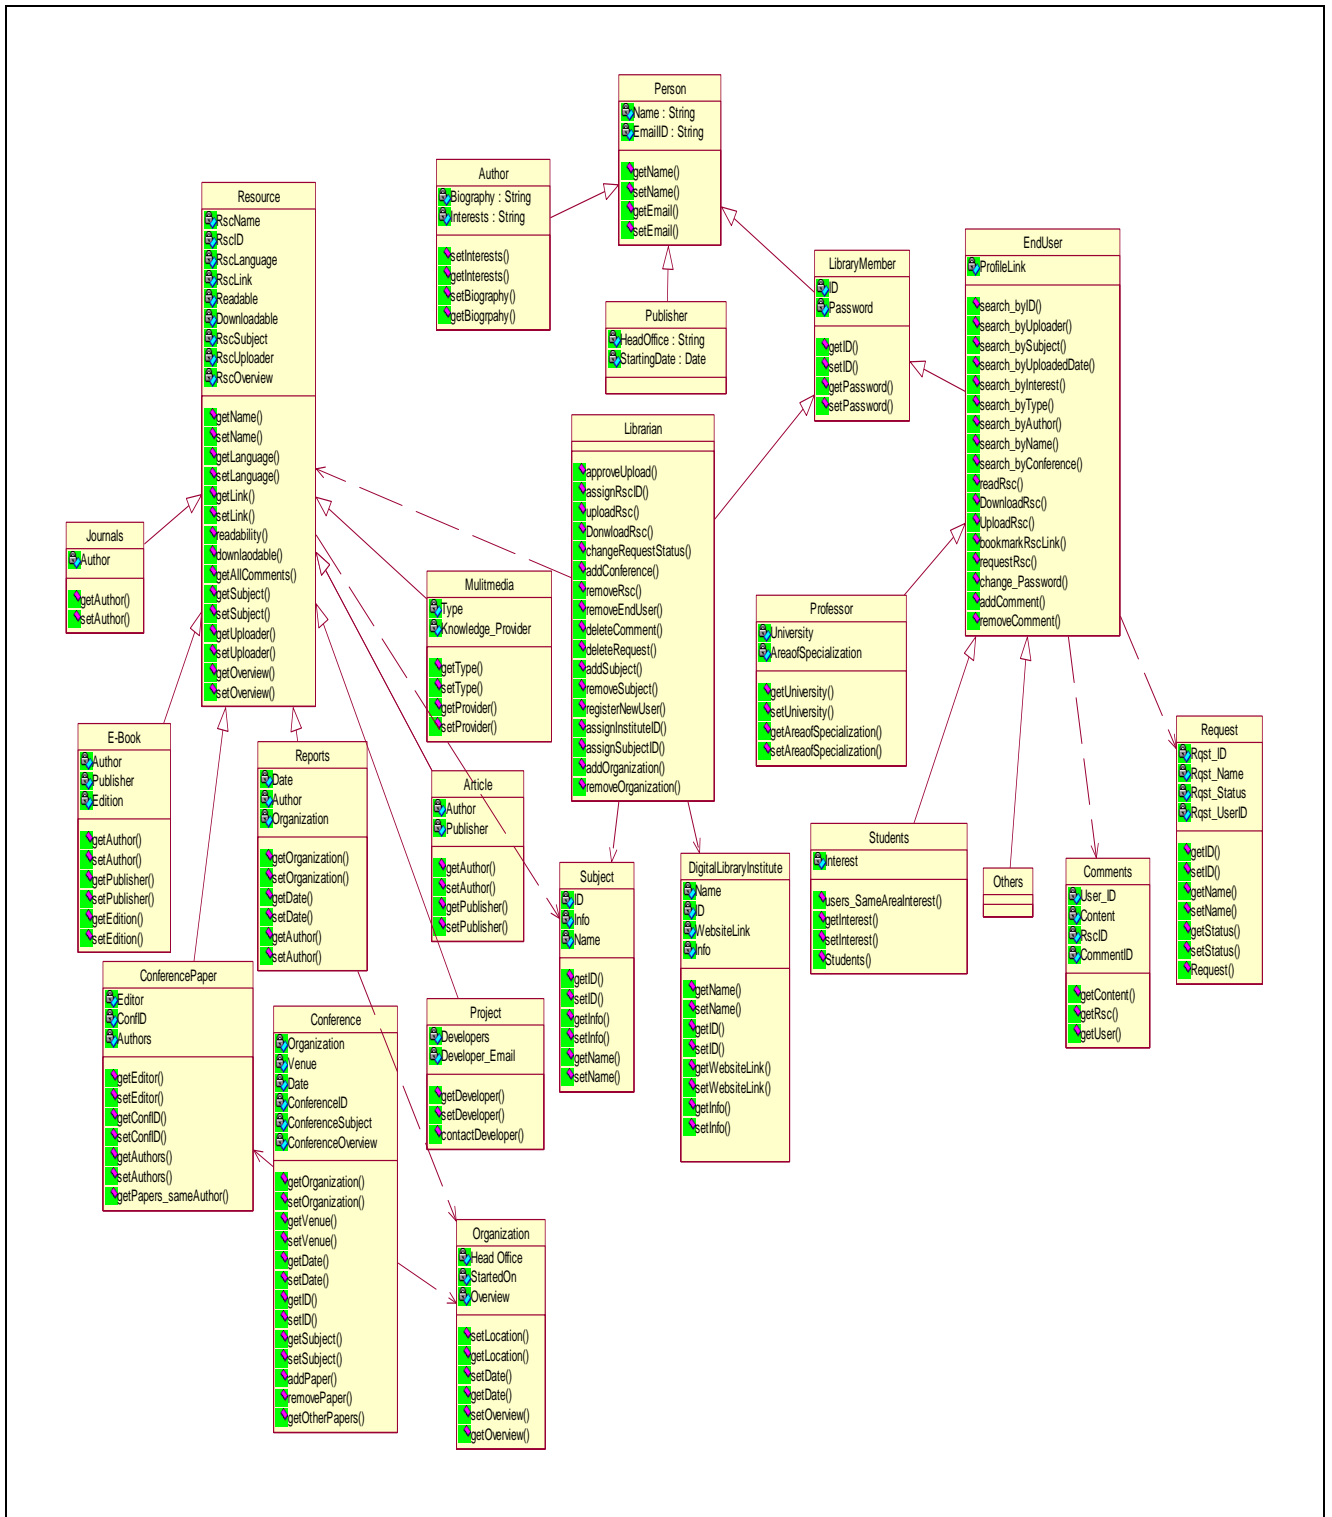 Person
Name : String
EmailID : String
getName()
setName()
getEmail()
setEmail()
Author
Biography : String
Interests : String
setInterests()
getInterests()
setBiography()
getBiogrpahy()
Resource
RscName
RscID
RscLanguage
RscLink
Readable
Downloadable
RscSubject
RscUploader
RscOverview
getName()
setName()
getLanguage()
setLanguage()
getLink()
setLink()
readability()
downlaodable()
getAllComments()
getSubject()
setSubject()
getUploader()
setUploader()
getOverview()
setOverview()
EndUser
ProfileLink
search_byID()
search_byUploader()
search_bySubject()
search_byUploadedDate()
search_byInterest()
search_byType()
search_byAuthor()
search_byName()
search_byConference()
readRsc()
DownloadRsc()
UploadRsc()
bookmarkRscLink()
requestRsc()
change_Password()
addComment()
removeComment()
LibraryMember
ID
Password
getID()
setID()
getPassword()
setPassword()
Publisher
HeadOffice : String
StartingDate : Date
Librarian
approveUpload()
assignRscID()
uploadRsc()
DonwloadRsc()
changeRequestStatus()
addConference()
removeRsc()
removeEndUser()
deleteComment()
deleteRequest()
addSubject()
removeSubject()
registerNewUser()
assignInstituteID()
assignSubjectID()
addOrganization()
removeOrganization()
Journals
Author
getAuthor()
setAuthor()
Mulitmedia
Type
Knowledge_Provider
getType()
setType()
getProvider()
setProvider()
Professor
University
AreaofSpecialization
getUniversity()
setUniversity()
getAreaofSpecialization()
setAreaofSpecialization()
E-Book
Author
Publisher
Edition
getAuthor()
setAuthor()
getPublisher()
setPublisher()
getEdition()
setEdition()
Reports
Date
Author
Organization
getOrganization()
setOrganization()
getDate()
setDate()
getAuthor()
setAuthor()
Article
Author
Publisher
getAuthor()
setAuthor()
getPublisher()
setPublisher()
Request
Rqst_ID
Rqst_Name
Rqst_Status
Rqst_UserID
getID()
setID()
getName()
setName()
getStatus()
setStatus()
Request()
Students
Interest
users_SameAreaInterest()
getInterest()
setInterest()
Students()
Others
Comments
User_ID
Content
RscID
CommentID
getContent()
getRsc()
getUser()
Subject
ID
Info
Name
getID()
setID()
getInfo()
setInfo()
getName()
setName()
DigitalLibraryInstitute
Name
ID
WebsiteLink
Info
getName()
setName()
getID()
setID()
getWebsiteLink()
setWebsiteLink()
getInfo()
setInfo()
ConferencePaper
Editor
ConfID
Authors
getEditor()
setEditor()
getConfID()
setConfID()
getAuthors()
setAuthors()
getPapers_sameAuthor()
Conference
Organization
Venue
Date
ConferenceID
ConferenceSubject
ConferenceOverview
getOrganization()
setOrganization()
getVenue()
setVenue()
getDate()
setDate()
getID()
setID()
getSubject()
setSubject()
addPaper()
removePaper()
getOtherPapers()
Project
Developers
Developer_Email
getDeveloper()
setDeveloper()
contactDeveloper()
Organization
Head Office
StartedOn
Overview
setLocation()
getLocation()
setDate()
getDate()
setOverview()
getOverview()